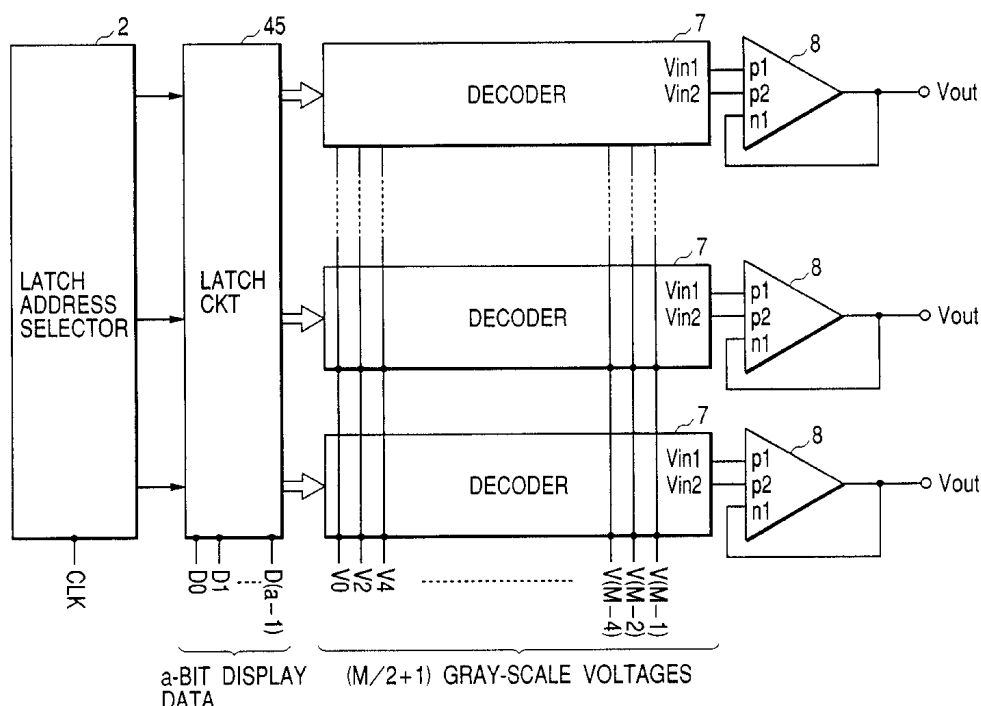 2
45
7
8
LATCH
ADDRESS
SELECTOR
LATCH
CKT
DECODER
Vin1
Vin2
p1
p2
n1
Vout
7
8
DECODER
Vin1
Vin2
p1
p2
n1
Vout
7
8
DECODER
Vin1
Vin2
p1
p2
n1
Vout
CLK
D0
D1
D(a-1)
V0
V2
V4
V(M-4)
V(M-2)
V(M-1)
a-BIT DISPLAY
DATA
(M/2+1) GRAY-SCALE VOLTAGES